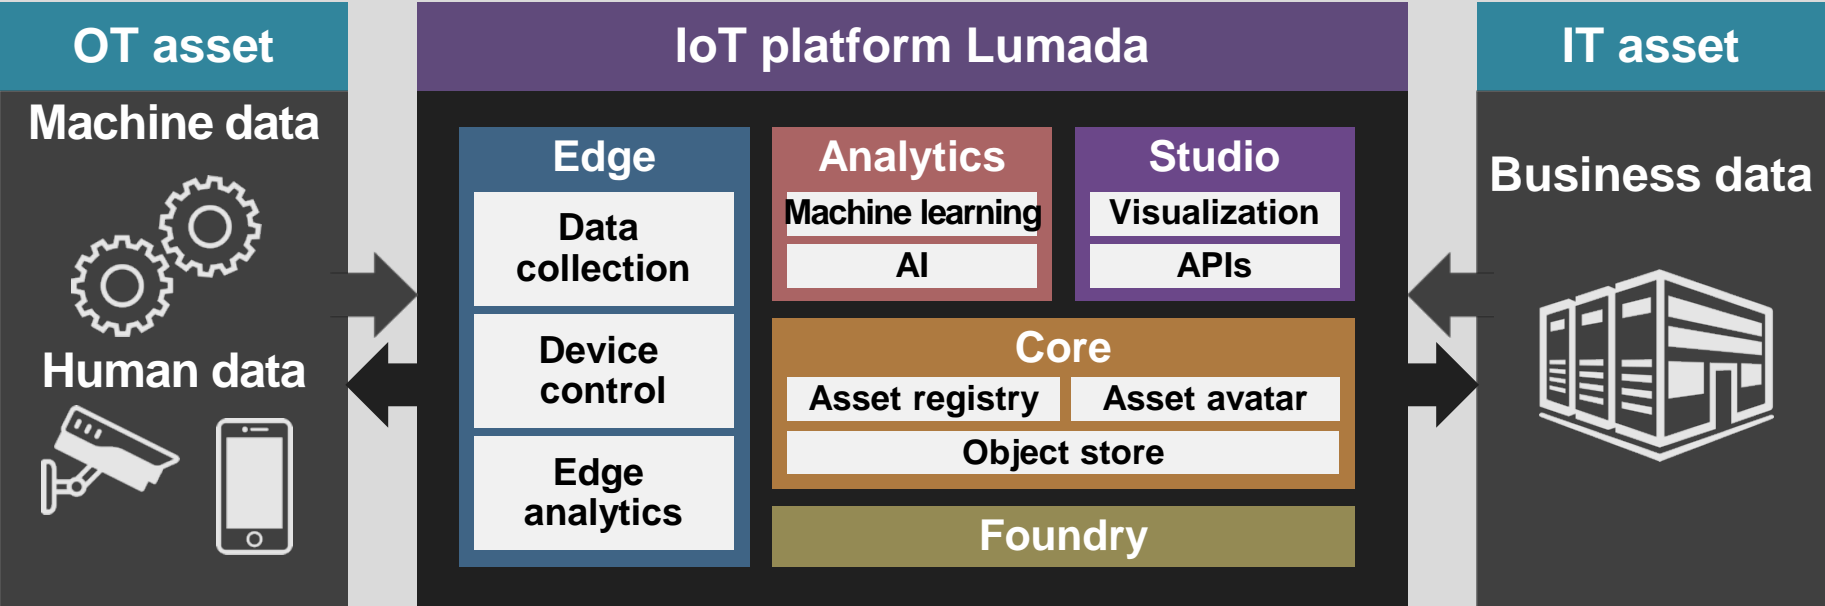 OT asset
Machine data
Human data
IoT platform Lumada
Edge
Data
collection
Device
control
Edge
analytics
Analytics
Machine learning
AI
Studio
Visualization
APIs
Core
Asset registry
Asset avatar
Object store
Foundry
IT asset
Business data